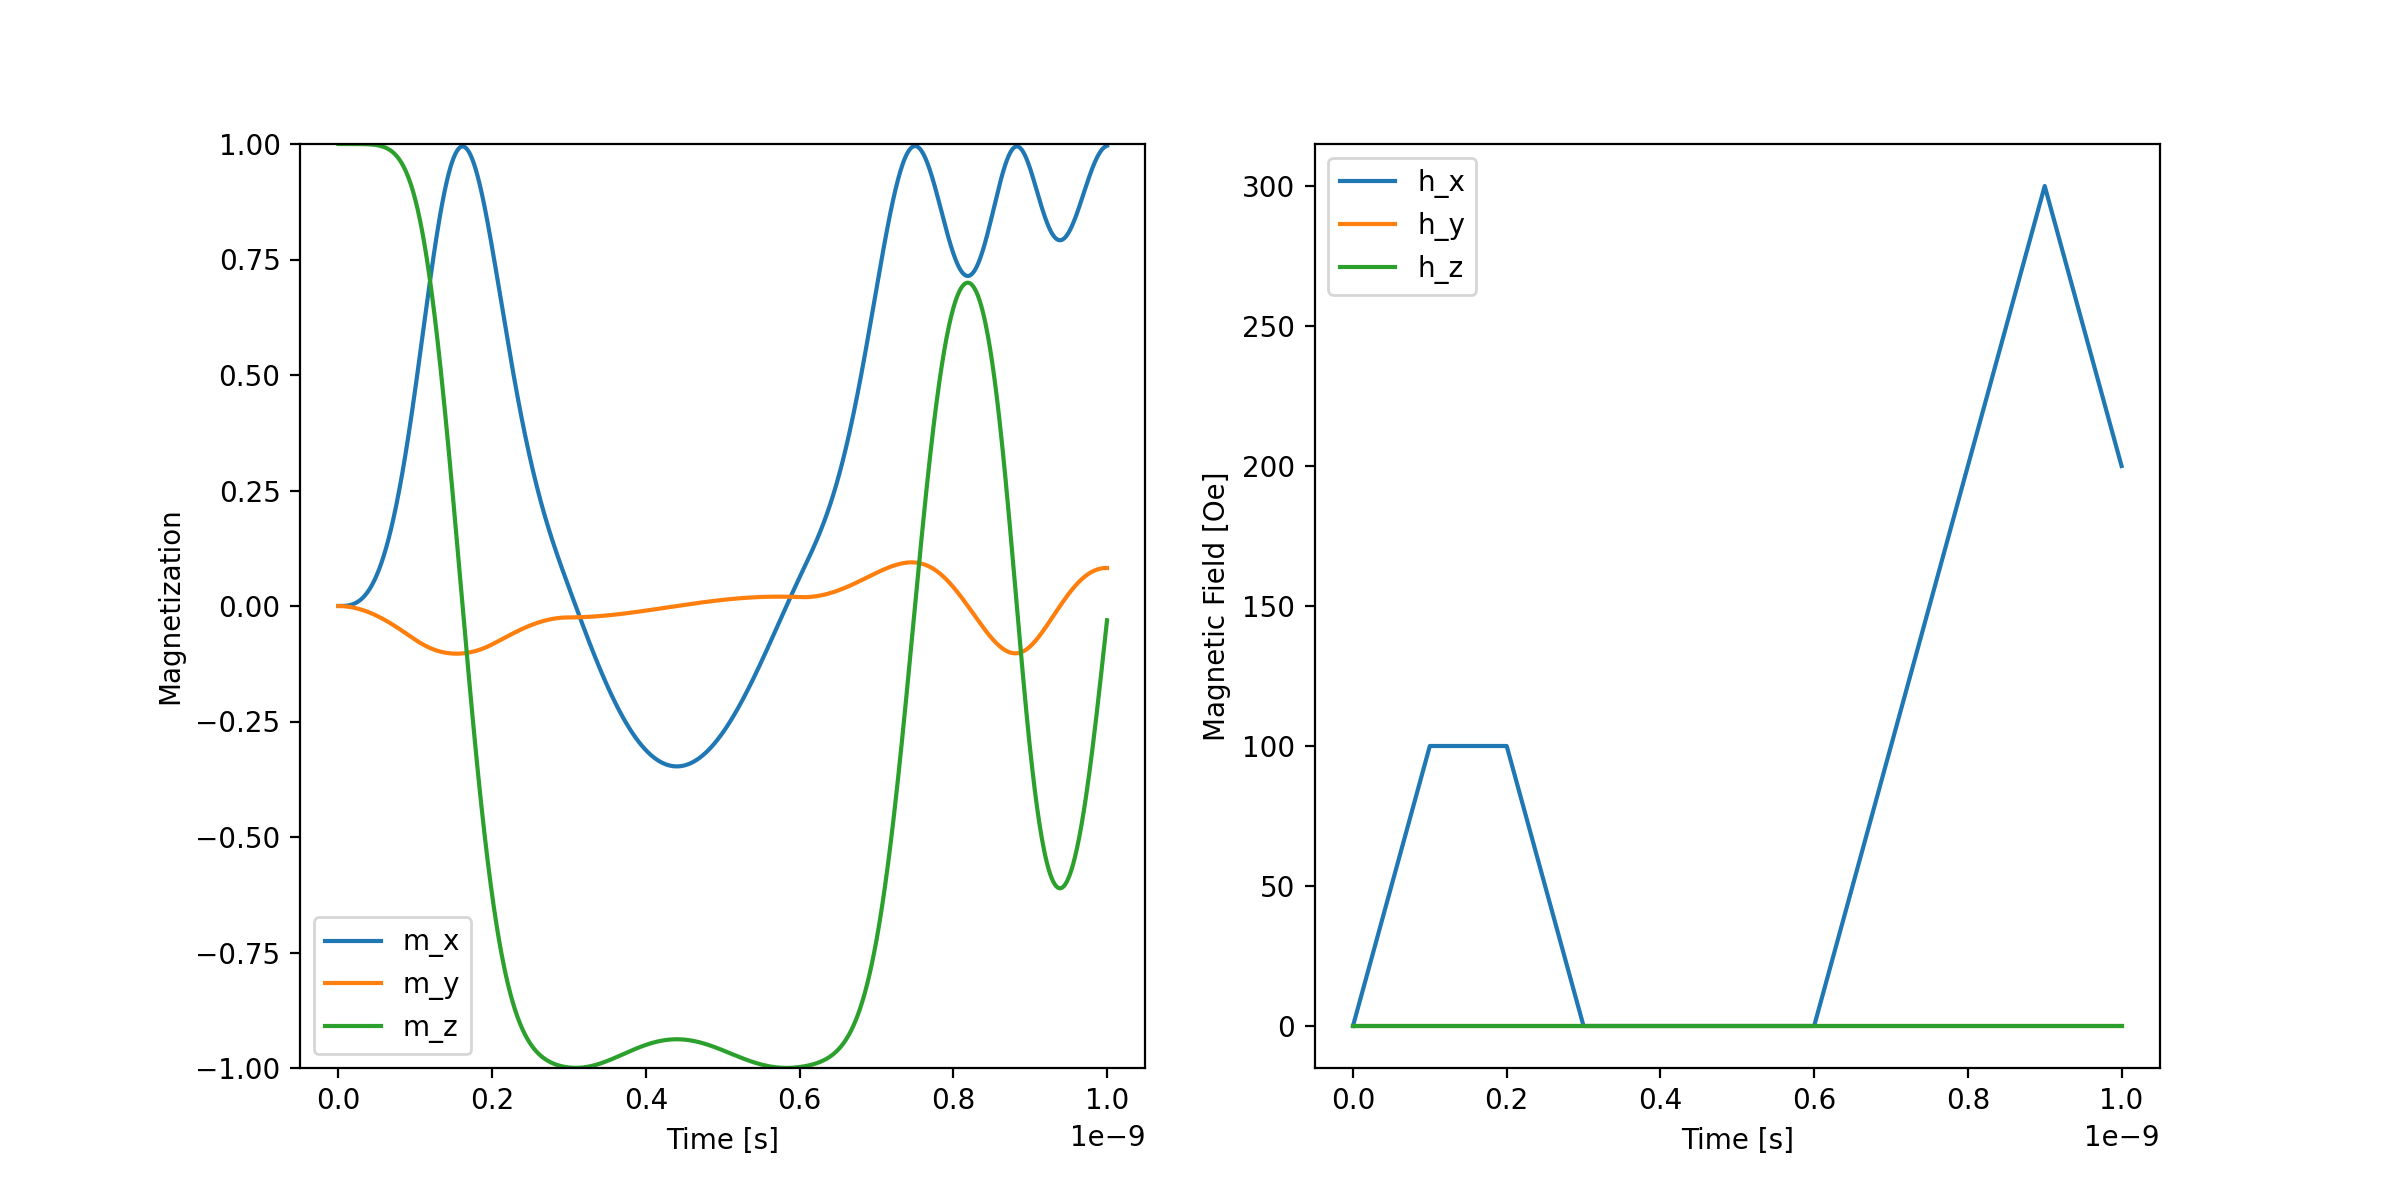 1.00
0.75
0.50
0.25
0.00
−0.25
−0.50
−0.75
−1.00
Magnetization
m_x
m_y
m_z
0.0 0.2 0.4 0.6 0.8 1.0
Time [s]
1e−9
300
250
200
150
100
50
0
Magnetic Field [Oe]
h_x
h_y
h_z
0.0 0.2 0.4 0.6 0.8 1.0
Time [s]
1e−9